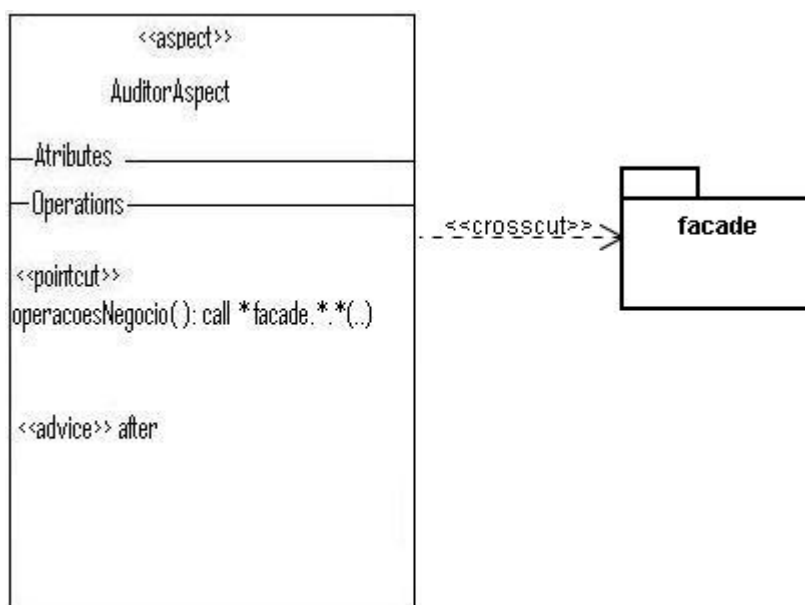 <<aspect>>
AuditorAspect
Atributes
Operations
<<crosscut>>
facade
<<pointcut>>
operacoesNegocio( ): call * facade.*.*(..)
<<advice>> after